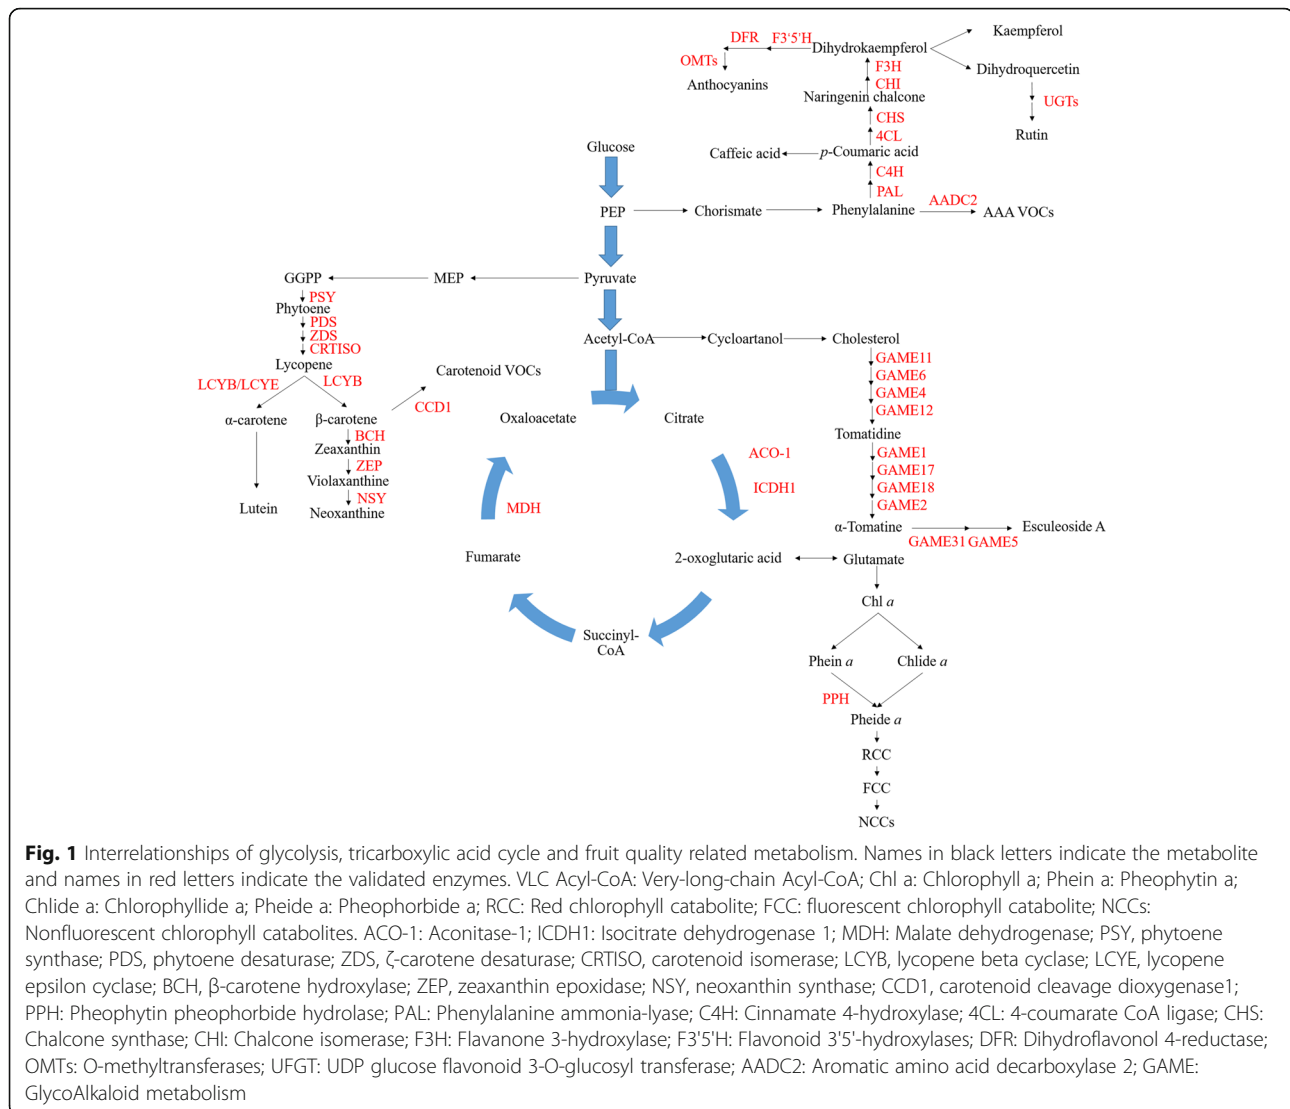 Kaempferol
DFR F3'5'H Dihydrokaempferol
OMTs F3H Dihydroquercetin
Anthocyanins CHI
Naringenin chalcone UGTs
CHS
4CL Rutin
Glucose Caffeic acid p-Coumaric acid
C4H
PAL AADC2
PEP Chorismate Phenylalanine AAA VOCs
GGPP MEP Pyruvate
PSY
Phytoene
PDS
ZDS Acetyl-CoA Cycloartanol Cholesterol
CRTISO GAME11
Lycopene Carotenoid VOCs GAME6
LCYB/LCYE LCYB GAME4
CCD1 GAME12
α-carotene β-carotene Oxaloacetate Citrate
BCH Tomatidine
Zeaxanthin ACO-1 GAME1
ZEP GAME17
Violaxanthine ICDH1 GAME18
NSY MDH GAME2
Lutein Neoxanthine
α-Tomatine Esculeoside A
GAME31 GAME5
Fumarate 2-oxoglutaric acid Glutamate
Chl a
Succinyl-
CoA
Phein a Chlide a
PPH
Pheide a
RCC
FCC
NCCs
Fig. 1 Interrelationships of glycolysis, tricarboxylic acid cycle and fruit quality related metabolism. Names in black letters indicate the metabolite
and names in red letters indicate the validated enzymes. VLC Acyl-CoA: Very-long-chain Acyl-CoA; Chl a: Chlorophyll a; Phein a: Pheophytin a;
Chlide a: Chlorophyllide a; Pheide a: Pheophorbide a; RCC: Red chlorophyll catabolite; FCC: fluorescent chlorophyll catabolite; NCCs:
Nonfluorescent chlorophyll catabolites. ACO-1: Aconitase-1; ICDH1: Isocitrate dehydrogenase 1; MDH: Malate dehydrogenase; PSY, phytoene
synthase; PDS, phytoene desaturase; ZDS, ζ-carotene desaturase; CRTISO, carotenoid isomerase; LCYB, lycopene beta cyclase; LCYE, lycopene
epsilon cyclase; BCH, β-carotene hydroxylase; ZEP, zeaxanthin epoxidase; NSY, neoxanthin synthase; CCD1, carotenoid cleavage dioxygenase1;
PPH: Pheophytin pheophorbide hydrolase; PAL: Phenylalanine ammonia-lyase; C4H: Cinnamate 4-hydroxylase; 4CL: 4-coumarate CoA ligase; CHS:
Chalcone synthase; CHI: Chalcone isomerase; F3H: Flavanone 3-hydroxylase; F3'5'H: Flavonoid 3'5'-hydroxylases; DFR: Dihydroflavonol 4-reductase;
OMTs: O-methyltransferases; UFGT: UDP glucose flavonoid 3-O-glucosyl transferase; AADC2: Aromatic amino acid decarboxylase 2; GAME:
GlycoAlkaloid metabolism